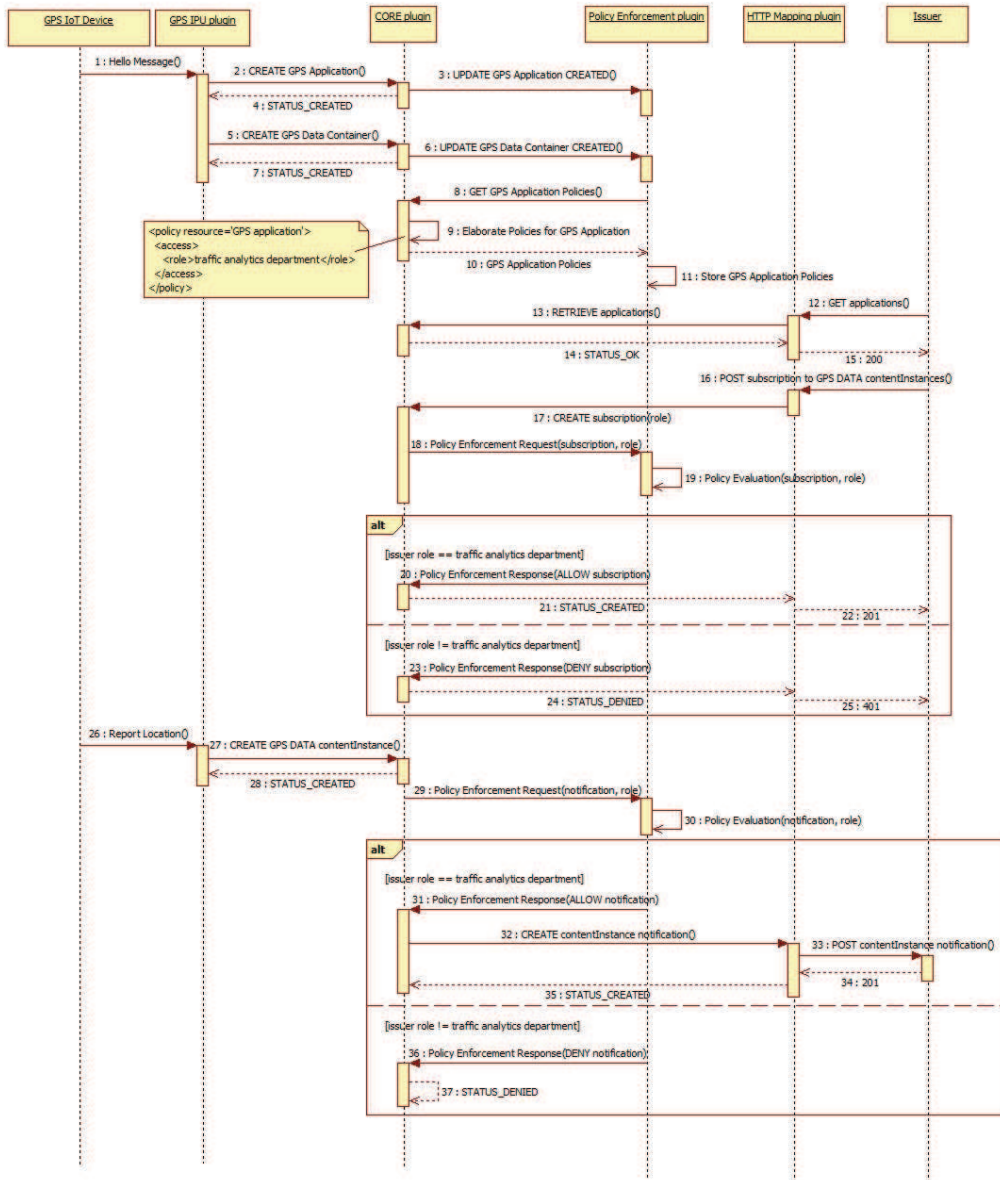 GPS IoT Device
GPS IPU plugin
CORE plugin
Policy Enforcement plugin
HTTP Mapping plugin
Issuer
1 : Hello Message()
2 : CREATE GPS Application()
3 : UPDATE GPS Application CREATED()
4 : STATUS_CREATED
5 : CREATE GPS Data Container()
6 : UPDATE GPS Data Container CREATED()
7 : STATUS_CREATED
8 : GET GPS Application Policies()
<policy resource='GPS application'>
<access>
<role>traffic analytics department</role>
</access>
</policy>
9 : Elaborate Policies for GPS Application
10 : GPS Application Policies
11 : Store GPS Application Policies
12 : GET applications()
13 : RETRIEVE applications()
14 : STATUS_OK
15 : 200
16 : POST subscription to GPS DATA contentInstances()
17 : CREATE subscription(role)
18 : Policy Enforcement Request(subscription, role)
19 : Policy Evaluation(subscription, role)
alt
[issuer role == traffic analytics department]
20 : Policy Enforcement Response(ALLOW subscription)
21 : STATUS_CREATED
22 : 201
[issuer role != traffic analytics department]
23 : Policy Enforcement Response(DENY subscription)
24 : STATUS_DENIED
25 : 401
26 : Report Location()
27 : CREATE GPS DATA contentInstance()
28 : STATUS_CREATED
29 : Policy Enforcement Request(notification, role)
30 : Policy Evaluation(notification, role)
alt
[issuer role == traffic analytics department]
31 : Policy Enforcement Response(ALLOW notification)
32 : CREATE contentInstance notification()
33 : POST contentInstance notification()
34 : 201
35 : STATUS_CREATED
[issuer role != traffic analytics department]
36 : Policy Enforcement Response(DENY notification)
37 : STATUS_DENIED